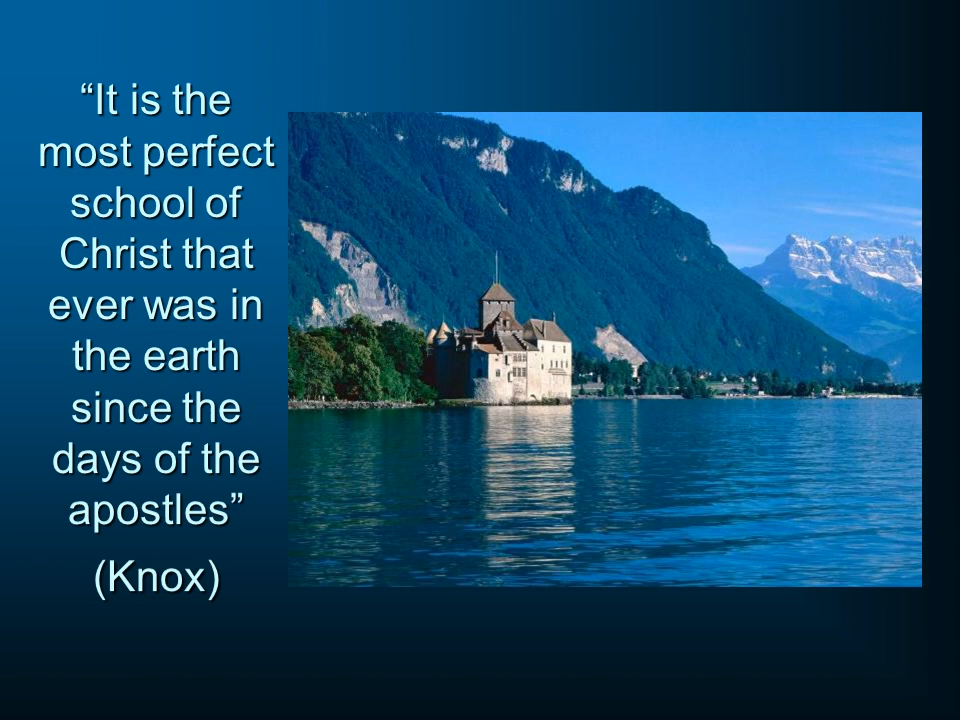 “It is the
most perfect
school of
Christ that
ever was in
the earth
since the
days of the
apostles”
(Knox)